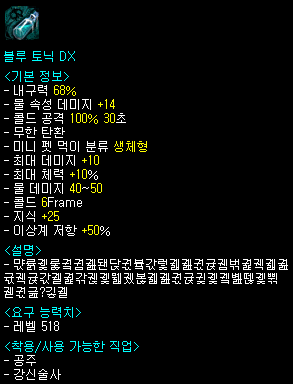 블루 토닉 DX
<기본 정보>
- 내구력 68%
- 물 속성 데미지 +14
- 콜드 공격 100% 30초
- 무한 탄환
- 미니 펫 먹이 분류 생체형
- 최대 데미지 +10
- 최대 체력 +10%
- 물 데미지 40~50
- 콜드 6Frame
- 지식 +25
- 이상계 저항 +50%
<설명>
<요구 능력치>
- 레벨 518
<착용/사용 가능한 직업>
- 공주
- 강신술사